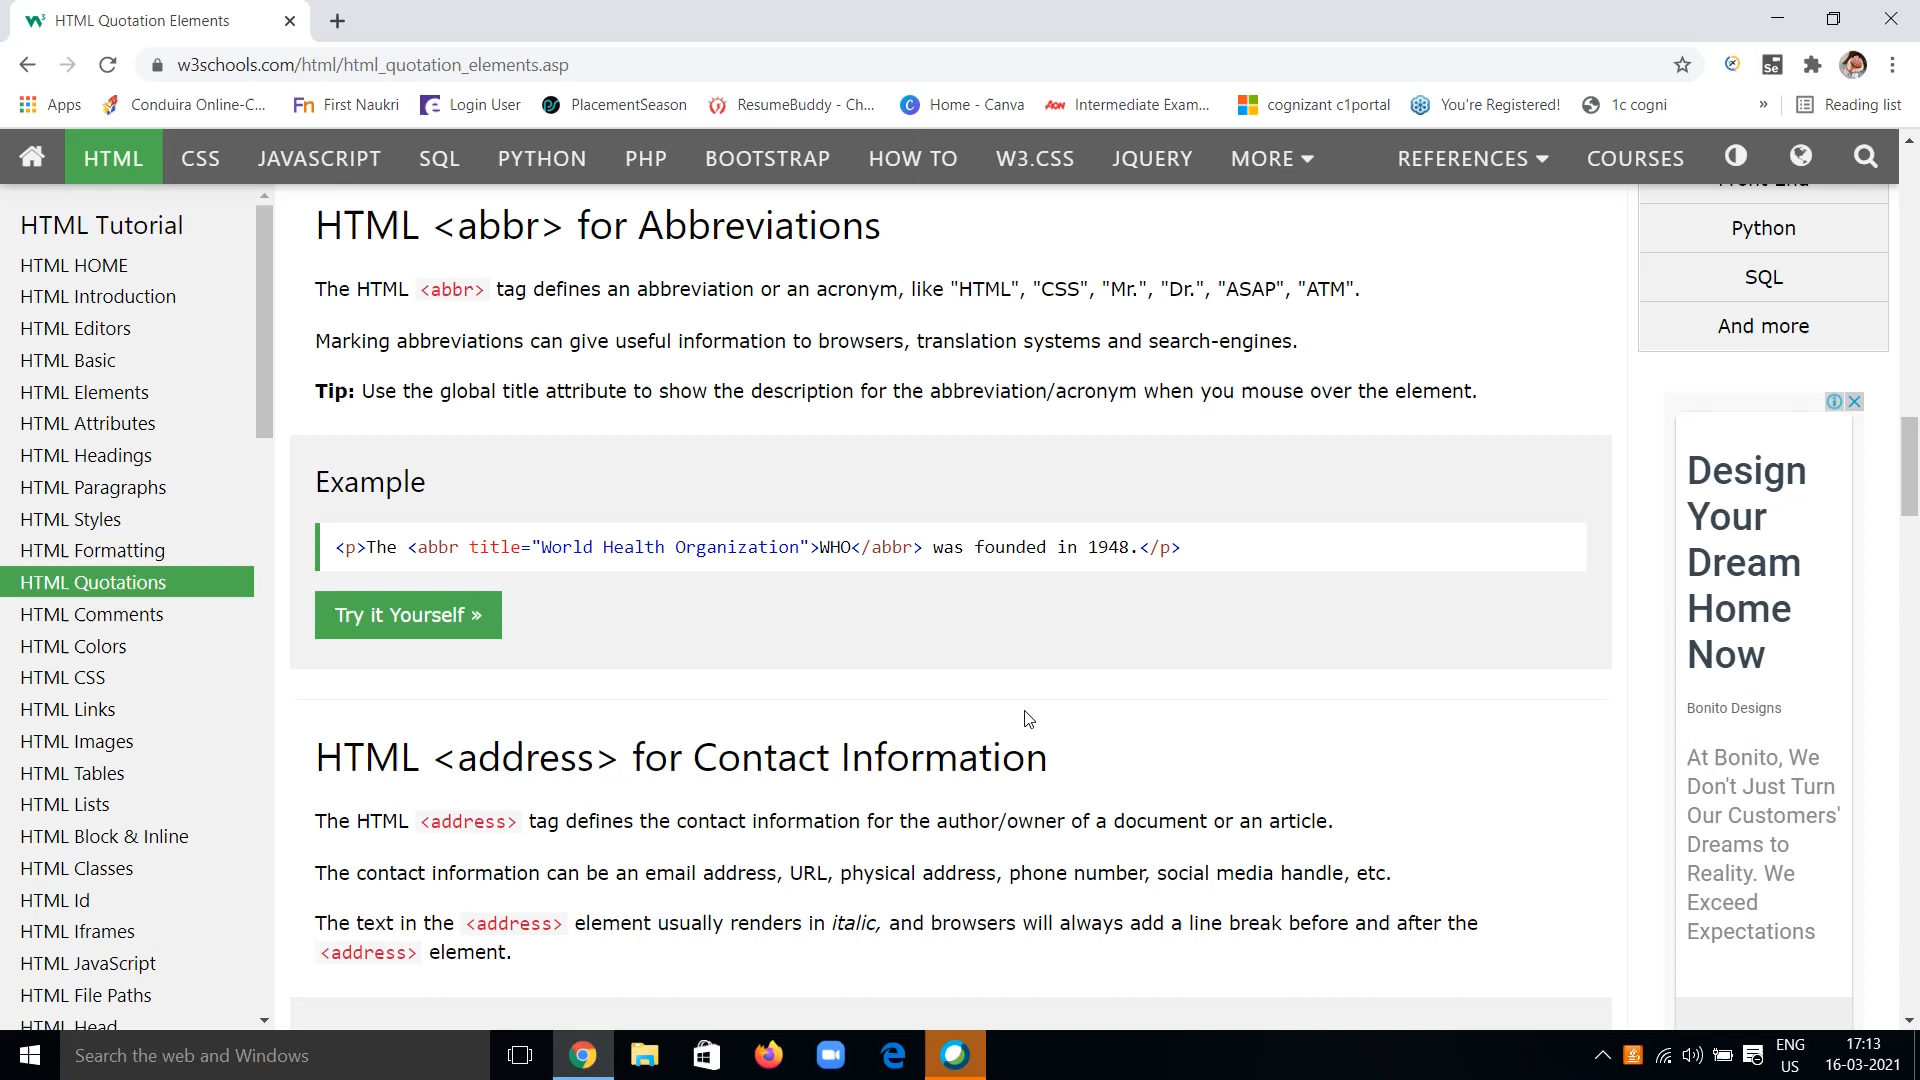 HTML Quotation Elements
w3schools.com/html/html_quotation_elements.asp
Apps
Conduira Online-C...
Fn First Naukri
Login User
PlacementSeason
ResumeBuddy - Ch...
C Home - Canva
Aon Intermediate Exam...
cognizant c1portal
You're Registered!
1c cogni
»
Reading list
Se
HTML CSS JAVASCRIPT SQL PYTHON PHP BOOTSTRAP HOW TO W3.CSS JQUERY MORE REFERENCES COURSES
HTML Tutorial
HTML HOME
HTML Introduction
HTML Editors
HTML Basic
HTML Elements
HTML Attributes
HTML Headings
HTML Paragraphs
HTML Styles
HTML Formatting
HTML Quotations
HTML Comments
HTML Colors
HTML CSS
HTML Links
HTML Images
HTML Tables
HTML Lists
HTML Block & Inline
HTML Classes
HTML Id
HTML Iframes
HTML JavaScript
HTML File Paths
HTML Head
HTML <abbr> for Abbreviations
The HTML <abbr> tag defines an abbreviation or an acronym, like "HTML", "CSS", "Mr.", "Dr.", "ASAP", "ATM".
Marking abbreviations can give useful information to browsers, translation systems and search-engines.
Tip: Use the global title attribute to show the description for the abbreviation/acronym when you mouse over the element.
Example
<p>The <abbr title="World Health Organization">WHO</abbr> was founded in 1948.</p>
Try it Yourself »
HTML <address> for Contact Information
The HTML <address> tag defines the contact information for the author/owner of a document or an article.
The contact information can be an email address, URL, physical address, phone number, social media handle, etc.
The text in the <address> element usually renders in italic, and browsers will always add a line break before and after the
<address> element.
Front End
Python
SQL
And more
Design
Your
Dream
Home
Now
Bonito Designs
At Bonito, We
Don't Just Turn
Our Customers'
Dreams to
Reality. We
Exceed
Expectations
Search the web and Windows
ENG
US
17:13
16-03-2021